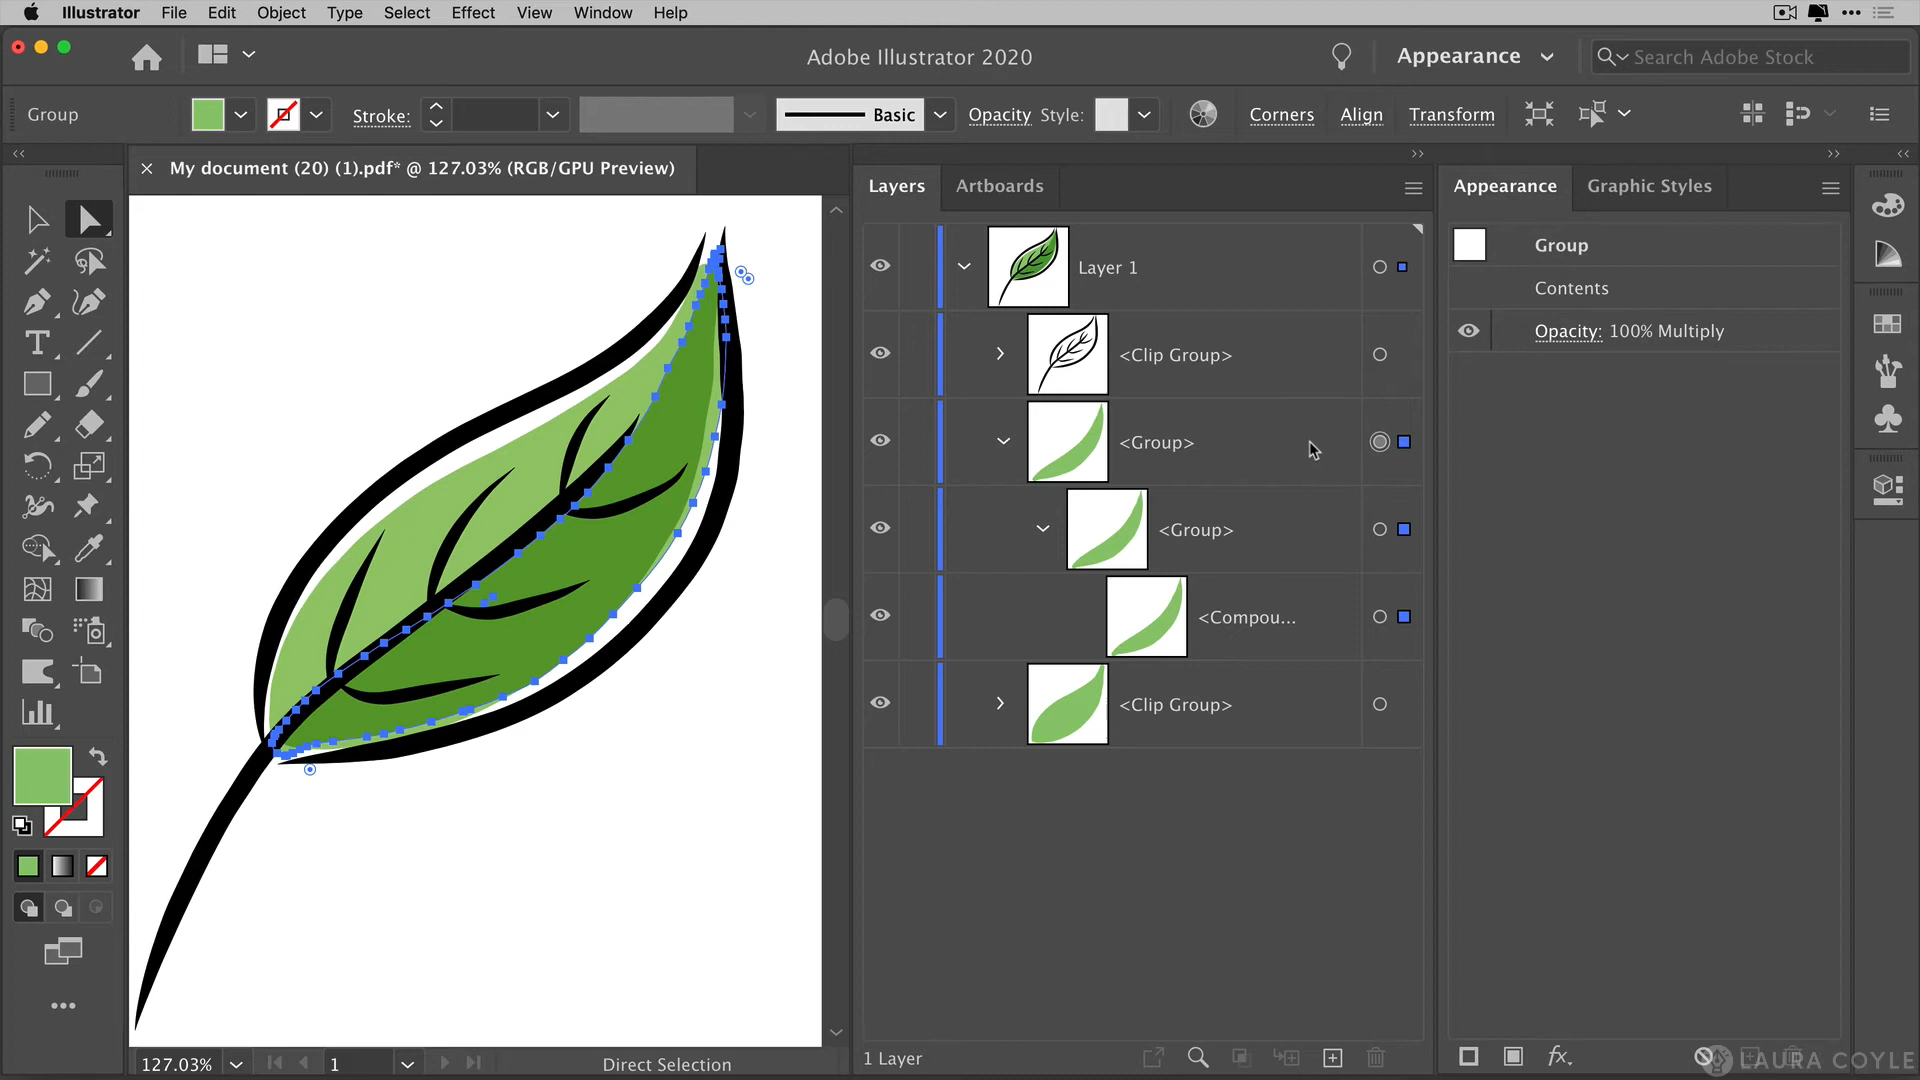 Illustrator File Edit Object Type Select Effect View Window Help
Adobe Illustrator 2020
Appearance
Search Adobe Stock
Group
Stroke:
Basic
Opacity Style:
Corners
Align
Transform
My document (20) (1).pdf* @ 127.03% (RGB/GPU Preview)
Layers
Artboards
Appearance
Graphic Styles
Layer 1
<Clip Group>
<Group>
<Group>
<Compou...
<Clip Group>
Group
Contents
Opacity: 100% Multiply
127.03%
1
Direct Selection
1 Layer
fx.
LAURA COYLE